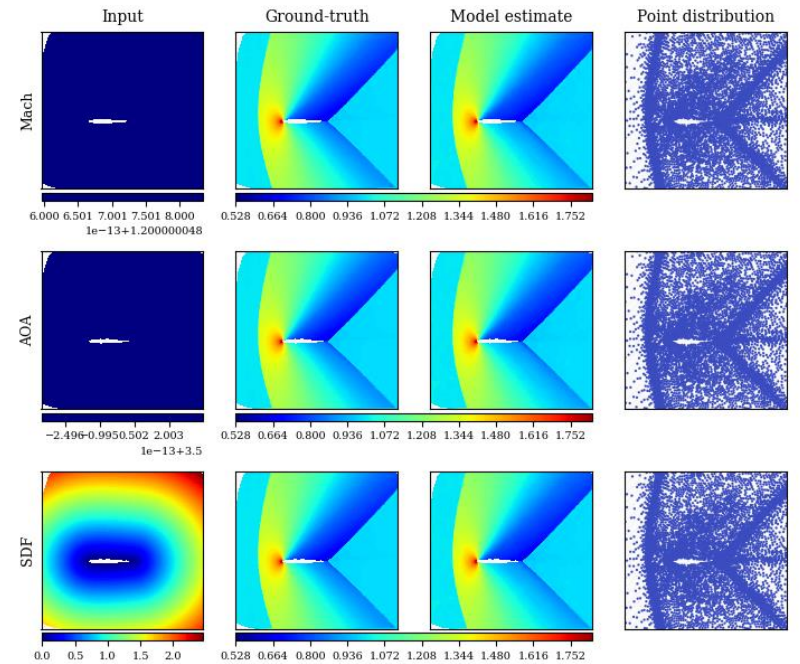 Input Ground-truth Model estimate Point distribution
Mach
6.000 6.501 7.001 7.501 8.000 0.528 0.664 0.800 0.936 1.072 1.208 1.344 1.480 1.616 1.752
1e−13+1.200000048
AOA
−2.496−0.9950.502 2.003 0.528 0.664 0.800 0.936 1.072 1.208 1.344 1.480 1.616 1.752
1e−13+3.5
SDF
0.0 0.5 1.0 1.5 2.0 0.528 0.664 0.800 0.936 1.072 1.208 1.344 1.480 1.616 1.752